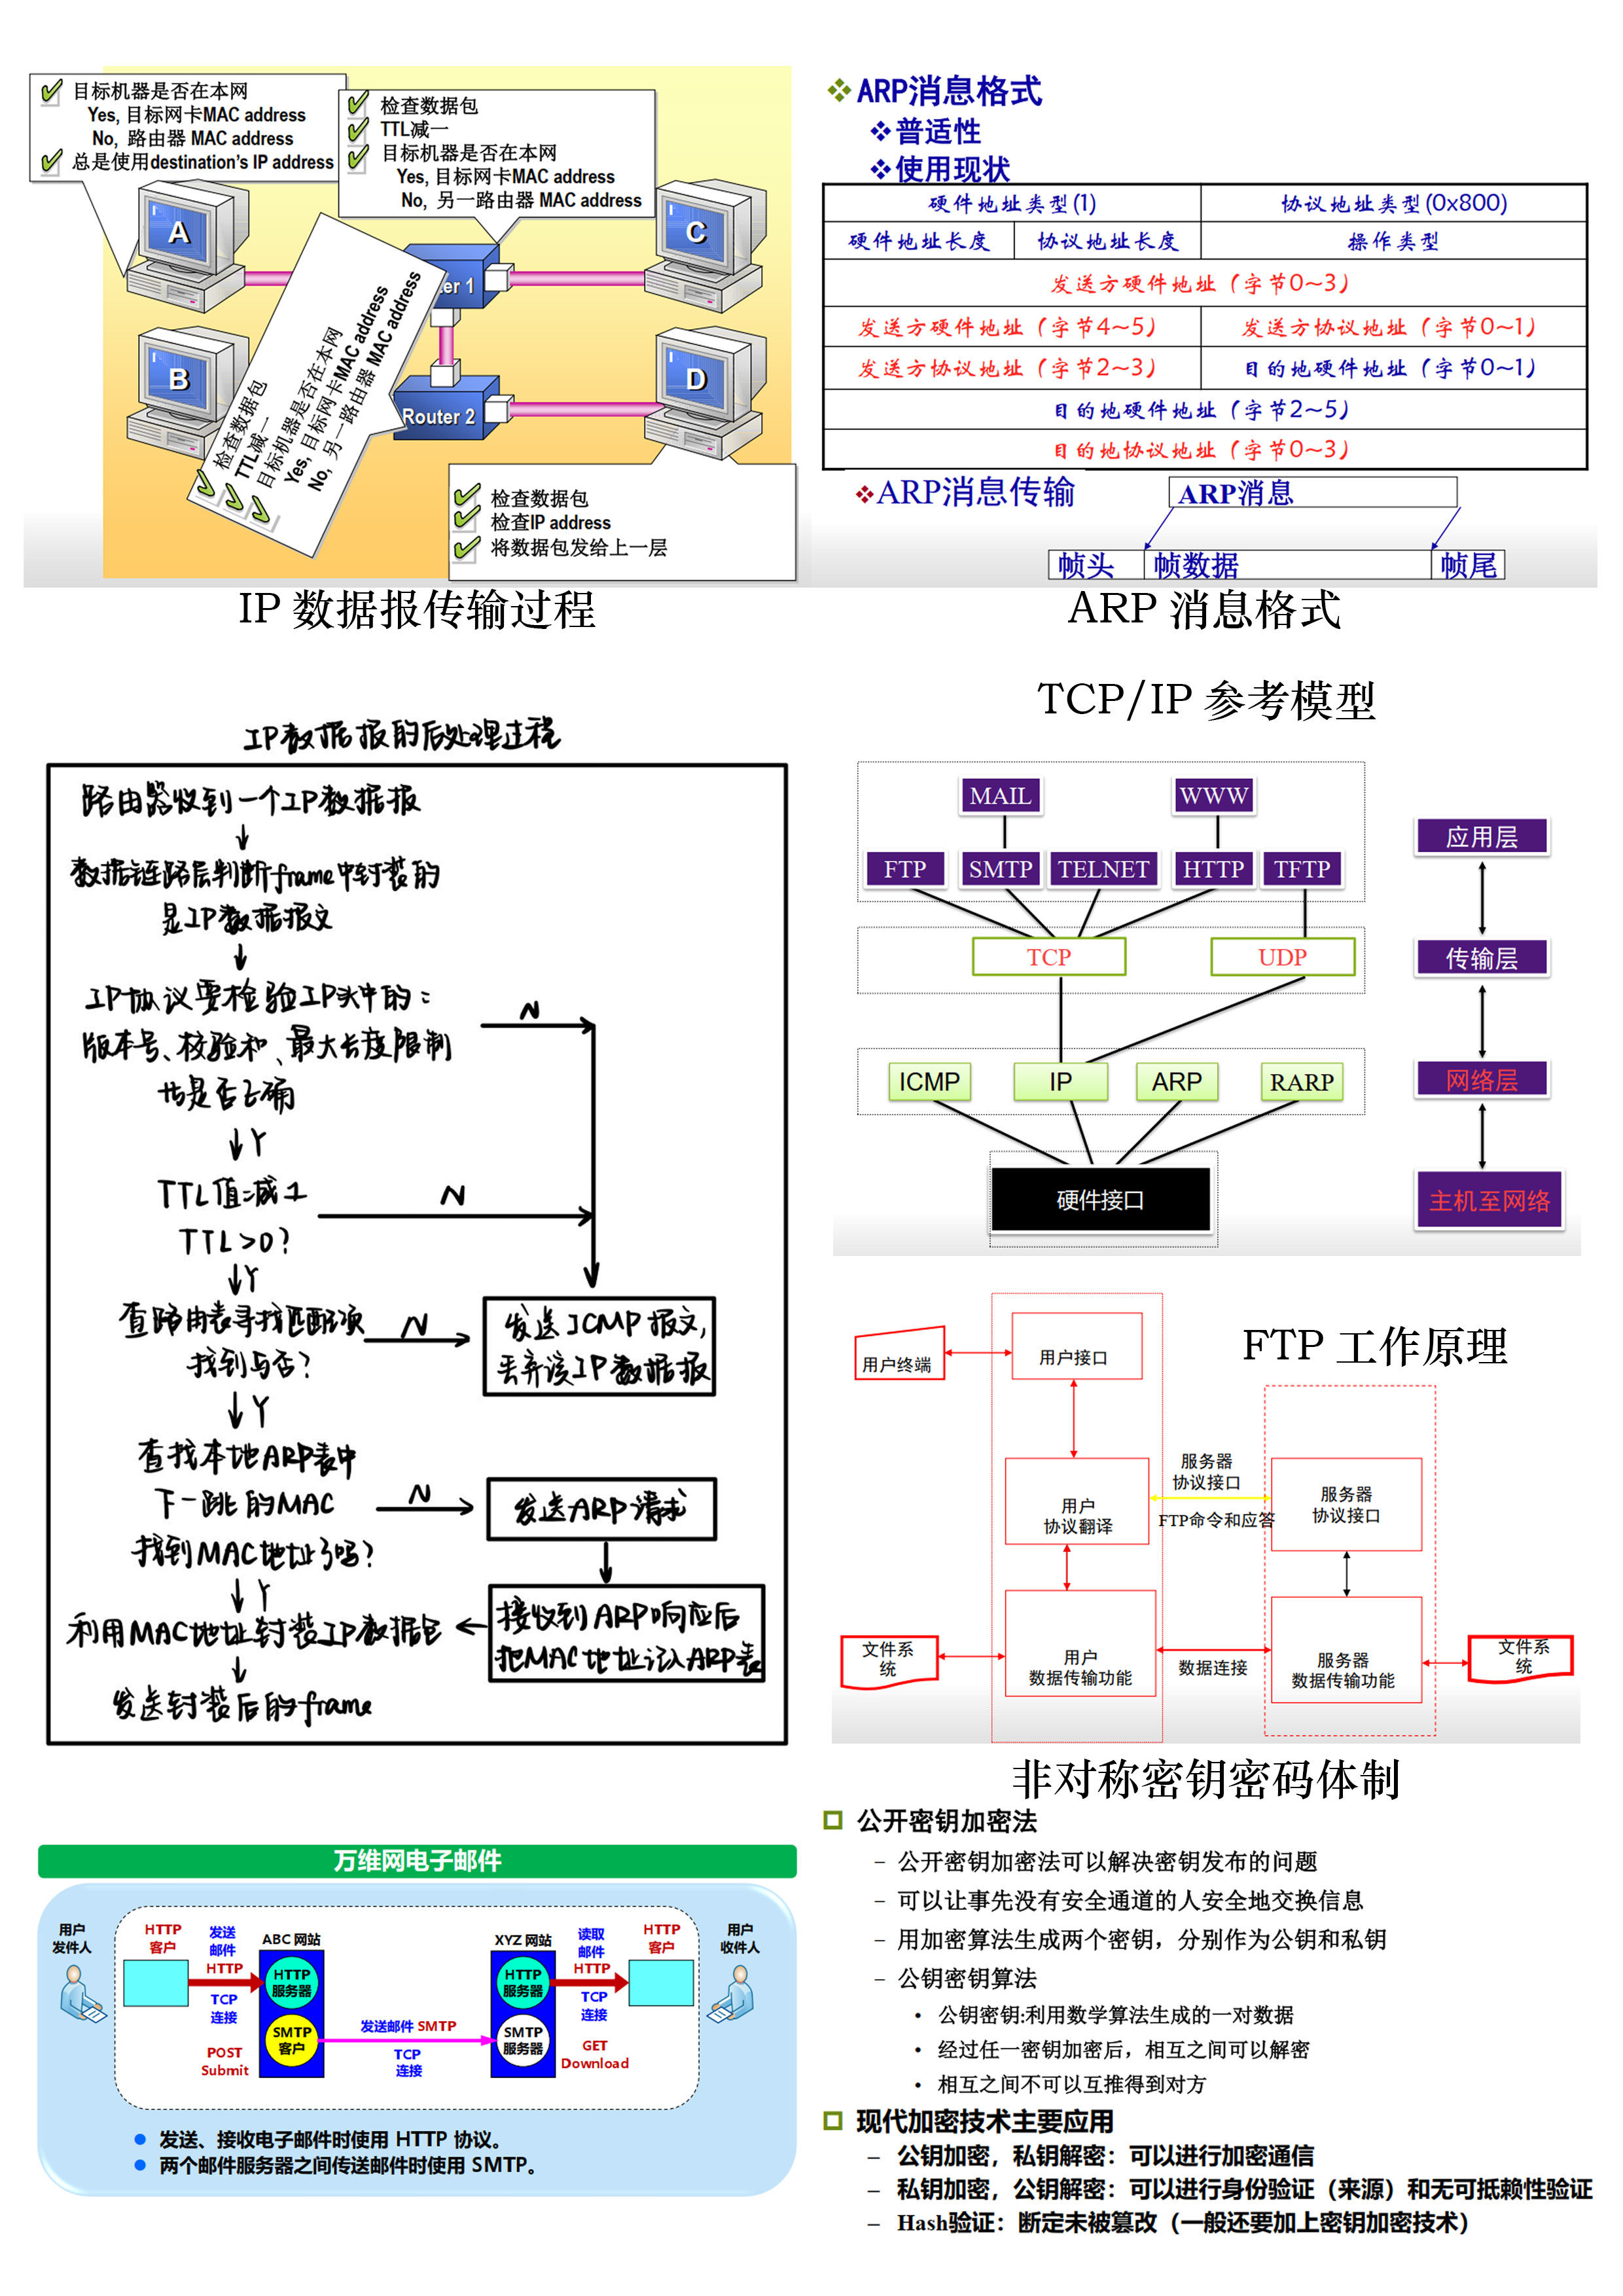 目标机器是否在本网
Yes, 目标网卡MAC address
No, 路由器 MAC address
总是使用destination's IP address
检查数据包
TTL减一
目标机器是否在本网
Yes, 目标网卡MAC address
No, 另一路由器 MAC address
A
B
C
D
er 1
Router 2
检查数据包
TTL减一
目标机器是否在本网
Yes, 目标网卡MAC address
No, 另一路由器 MAC address
检查数据包
检查IP address
将数据包发给上一层
IP 数据报传输过程
ARP消息格式
普适性
使用现状
硬件地址类型(1) 协议地址类型(0x800)
硬件地址长度 协议地址长度 操作类型
发送方硬件地址（字节0~3）
发送方硬件地址（字节4~5） 发送方协议地址（字节0~1）
发送方协议地址（字节2~3） 目的地硬件地址（字节0~1）
目的地硬件地址（字节2~5）
目的地协议地址（字节0~3）
ARP消息传输
ARP消息
帧头 帧数据 帧尾
ARP 消息格式
IP数据报的后处理过程
路由器收到一个IP数据报
数据链路层判断frame中封装的
是IP数据报文
IP协议要检验IP头中的：
版本号、校验和、最大长度限制
也是否正确
N
Y
TTL值减1
TTL>0?
N
Y
查路由表寻找匹配项
找到与否?
N
发送ICMP报文,
丢弃该IP数据报
Y
查找本地ARP表中
下一跳的MAC
找到MAC地址了吗?
N
发送ARP请求
Y
接收到ARP响应后
把MAC地址记入ARP表
利用MAC地址封装IP数据包
发送封装后的frame
TCP/IP 参考模型
MAIL WWW
FTP SMTP TELNET HTTP TFTP
TCP UDP
ICMP IP ARP RARP
硬件接口
应用层
传输层
网络层
主机至网络
FTP 工作原理
用户终端
用户接口
用户
协议翻译
服务器
协议接口
FTP命令和应答
服务器
协议接口
文件系
统
用户
数据传输功能
数据连接
服务器
数据传输功能
文件系
统
万维网电子邮件
用户
发件人
HTTP
客户
发送
邮件
HTTP
TCP
连接
POST
Submit
ABC 网站
HTTP
服务器
SMTP
客户
发送邮件 SMTP
TCP
连接
XYZ 网站
HTTP
服务器
SMTP
服务器
读取
邮件
HTTP
TCP
连接
GET
Download
HTTP
客户
用户
收件人
发送、接收电子邮件时使用 HTTP 协议。
两个邮件服务器之间传送邮件时使用 SMTP。
非对称密钥密码体制
公开密钥加密法
– 公开密钥加密法可以解决密钥发布的问题
– 可以让事先没有安全通道的人安全地交换信息
– 用加密算法生成两个密钥，分别作为公钥和私钥
– 公钥密钥算法
• 公钥密钥:利用数学算法生成的一对数据
• 经过任一密钥加密后，相互之间可以解密
• 相互之间不可以互推得到对方
现代加密技术主要应用
– 公钥加密，私钥解密：可以进行加密通信
– 私钥加密，公钥解密：可以进行身份验证（来源）和无可抵赖性验证
– Hash验证：断定未被篡改（一般还要加上密钥加密技术）